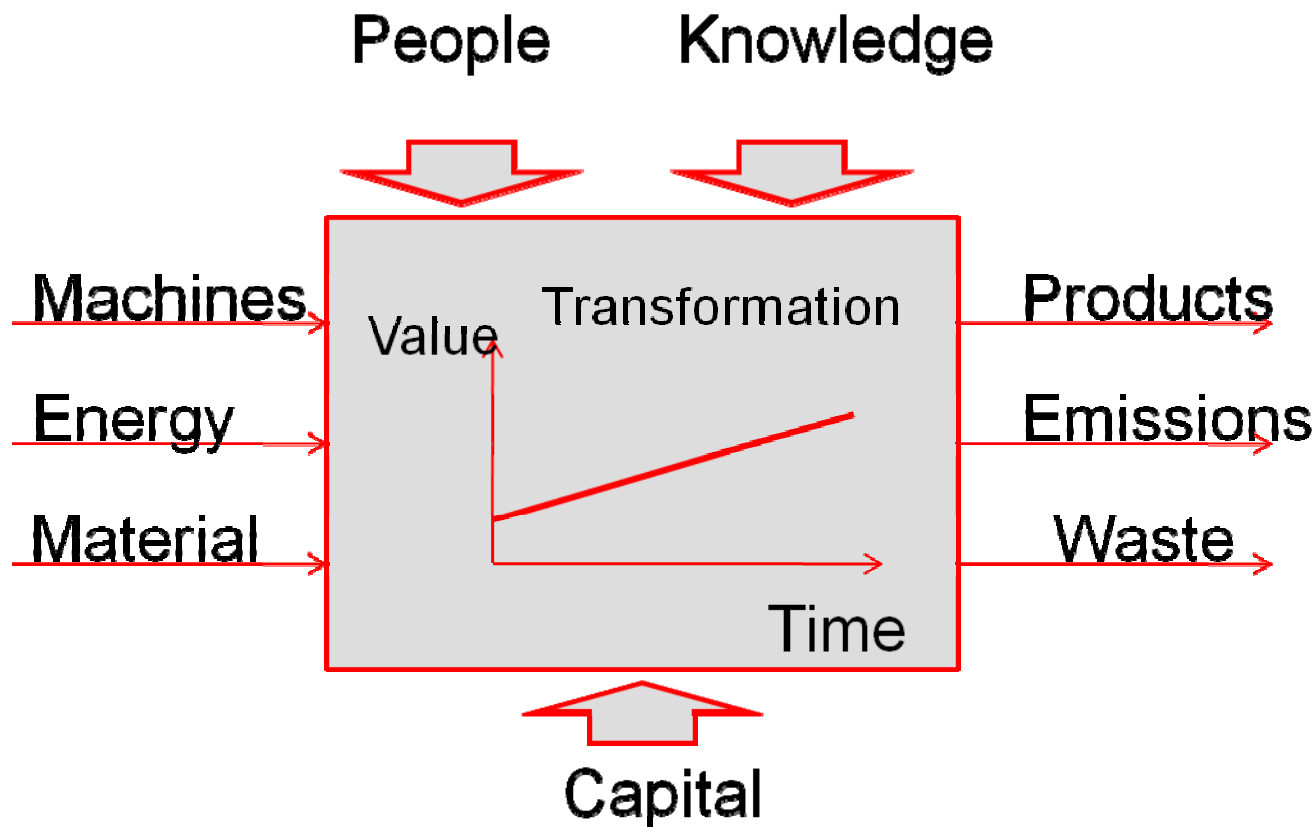 People Knowledge
Machines
Transformation
Products
Value
Energy
Emissions
Material
Waste
Time
Capital